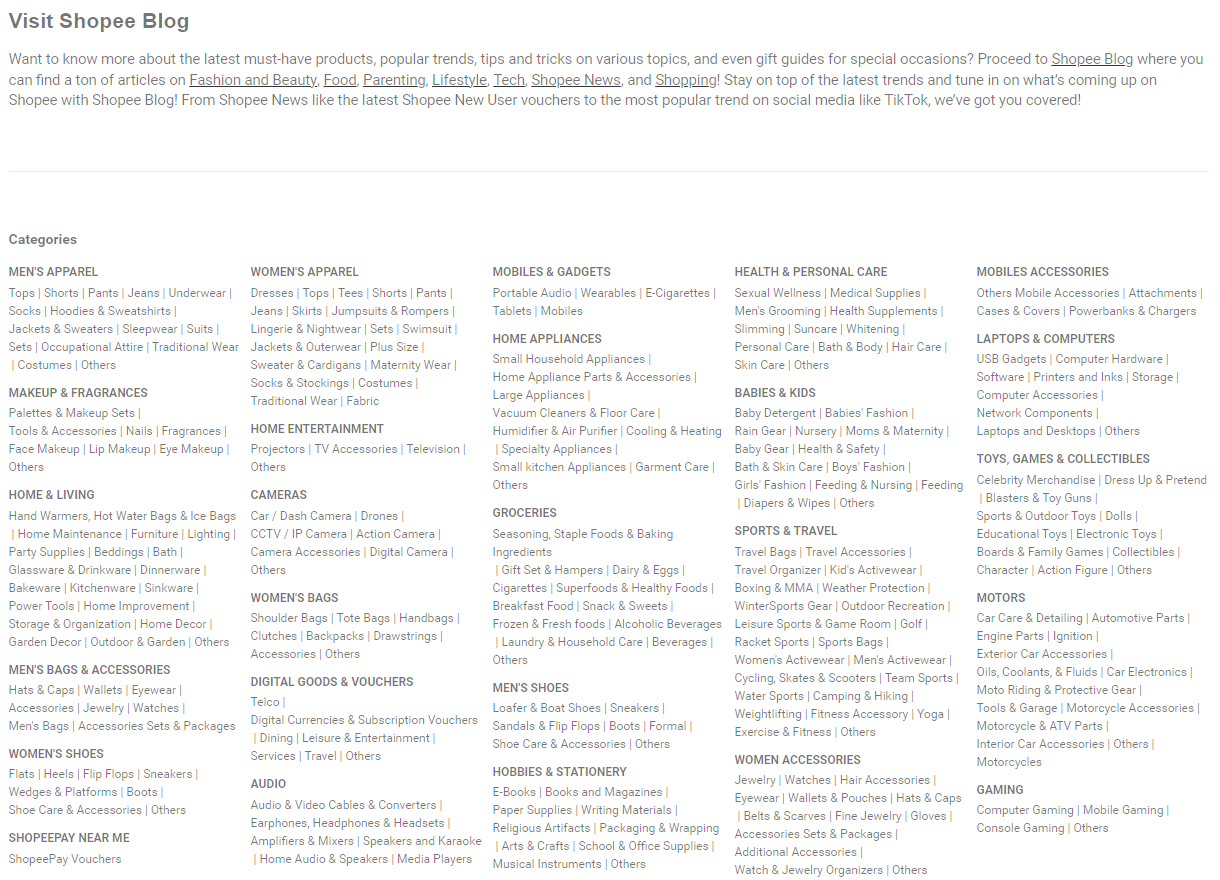 Visit Shopee Blog
Want to know more about the latest must-have products, popular trends, tips and tricks on various topics, and even gift guides for special occasions? Proceed to Shopee Blog where you
can find a ton of articles on Fashion and Beauty, Food, Parenting, Lifestyle, Tech, Shopee News, and Shopping! Stay on top of the latest trends and tune in on what's coming up on
Shopee with Shopee Blog! From Shopee News like the latest Shopee New User vouchers to the most popular trend on social media like TikTok, we've got you covered!
Categories
MEN'S APPAREL
Tops | Shorts | Pants | Jeans | Underwear |
Socks | Hoodies & Sweatshirts |
Jackets & Sweaters | Sleepwear | Suits |
Sets | Occupational Attire | Traditional Wear
| Costumes | Others
MAKEUP & FRAGRANCES
Palettes & Makeup Sets |
Tools & Accessories | Nails | Fragrances |
Face Makeup | Lip Makeup | Eye Makeup |
Others
HOME & LIVING
Hand Warmers, Hot Water Bags & Ice Bags
| Home Maintenance | Furniture | Lighting |
Party Supplies | Beddings | Bath |
Glassware & Drinkware | Dinnerware |
Bakeware | Kitchenware | Sinkware |
Power Tools | Home Improvement |
Storage & Organization | Home Decor |
Garden Decor | Outdoor & Garden | Others
MEN'S BAGS & ACCESSORIES
Hats & Caps | Wallets | Eyewear |
Accessories | Jewelry | Watches |
Men's Bags | Accessories Sets & Packages
WOMEN'S SHOES
Flats | Heels | Flip Flops | Sneakers |
Wedges & Platforms | Boots |
Shoe Care & Accessories | Others
SHOPEEPAY NEAR ME
ShopeePay Vouchers
WOMEN'S APPAREL
Dresses | Tops | Tees | Shorts | Pants |
Jeans | Skirts | Jumpsuits & Rompers |
Lingerie & Nightwear | Sets | Swimsuit |
Jackets & Outerwear | Plus Size |
Sweater & Cardigans | Maternity Wear |
Socks & Stockings | Costumes |
Traditional Wear | Fabric
HOME ENTERTAINMENT
Projectors | TV Accessories | Television |
Others
CAMERAS
Car / Dash Camera | Drones |
CCTV / IP Camera | Action Camera |
Camera Accessories | Digital Camera |
Others
WOMEN'S BAGS
Shoulder Bags | Tote Bags | Handbags |
Clutches | Backpacks | Drawstrings |
Accessories | Others
DIGITAL GOODS & VOUCHERS
Telco |
Digital Currencies & Subscription Vouchers
| Dining | Leisure & Entertainment |
Services | Travel | Others
AUDIO
Audio & Video Cables & Converters |
Earphones, Headphones & Headsets |
Amplifiers & Mixers | Speakers and Karaoke
| Home Audio & Speakers | Media Players
MOBILES & GADGETS
Portable Audio | Wearables | E-Cigarettes |
Tablets | Mobiles
HOME APPLIANCES
Small Household Appliances |
Home Appliance Parts & Accessories |
Large Appliances |
Vacuum Cleaners & Floor Care |
Humidifier & Air Purifier | Cooling & Heating
| Specialty Appliances |
Small kitchen Appliances | Garment Care |
Others
GROCERIES
Seasoning, Staple Foods & Baking
Ingredients
| Gift Set & Hampers | Dairy & Eggs |
Cigarettes | Superfoods & Healthy Foods |
Breakfast Food | Snack & Sweets |
Frozen & Fresh foods | Alcoholic Beverages
| Laundry & Household Care | Beverages |
Others
MEN'S SHOES
Loafer & Boat Shoes | Sneakers |
Sandals & Flip Flops | Boots | Formal |
Shoe Care & Accessories | Others
HOBBIES & STATIONERY
E-Books | Books and Magazines |
Paper Supplies | Writing Materials |
Religious Artifacts | Packaging & Wrapping
| Arts & Crafts | School & Office Supplies |
Musical Instruments | Others
HEALTH & PERSONAL CARE
Sexual Wellness | Medical Supplies |
Men's Grooming | Health Supplements |
Slimming | Suncare | Whitening |
Personal Care | Bath & Body | Hair Care |
Skin Care | Others
BABIES & KIDS
Baby Detergent | Babies' Fashion |
Rain Gear | Nursery | Moms & Maternity |
Baby Gear | Health & Safety |
Bath & Skin Care | Boys' Fashion |
Girls' Fashion | Feeding & Nursing | Feeding
| Diapers & Wipes | Others
SPORTS & TRAVEL
Travel Bags | Travel Accessories |
Travel Organizer | Kid's Activewear |
Boxing & MMA | Weather Protection |
WinterSports Gear | Outdoor Recreation |
Leisure Sports & Game Room | Golf |
Racket Sports | Sports Bags |
Women's Activewear | Men's Activewear |
Cycling, Skates & Scooters | Team Sports |
Water Sports | Camping & Hiking |
Weightlifting | Fitness Accessory | Yoga |
Exercise & Fitness | Others
WOMEN ACCESSORIES
Jewelry | Watches | Hair Accessories |
Eyewear | Wallets & Pouches | Hats & Caps
| Belts & Scarves | Fine Jewelry | Gloves |
Accessories Sets & Packages |
Additional Accessories |
Watch & Jewelry Organizers | Others
MOBILES ACCESSORIES
Others Mobile Accessories | Attachments |
Cases & Covers | Powerbanks & Chargers
LAPTOPS & COMPUTERS
USB Gadgets | Computer Hardware |
Software | Printers and Inks | Storage |
Computer Accessories |
Network Components |
Laptops and Desktops | Others
TOYS, GAMES & COLLECTIBLES
Celebrity Merchandise | Dress Up & Pretend
| Blasters & Toy Guns |
Sports & Outdoor Toys | Dolls |
Educational Toys | Electronic Toys |
Boards & Family Games | Collectibles |
Character | Action Figure | Others
MOTORS
Car Care & Detailing | Automotive Parts |
Engine Parts | Ignition |
Exterior Car Accessories |
Oils, Coolants, & Fluids | Car Electronics |
Moto Riding & Protective Gear |
Tools & Garage | Motorcycle Accessories |
Motorcycle & ATV Parts |
Interior Car Accessories | Others |
Motorcycles
GAMING
Computer Gaming | Mobile Gaming |
Console Gaming | Others